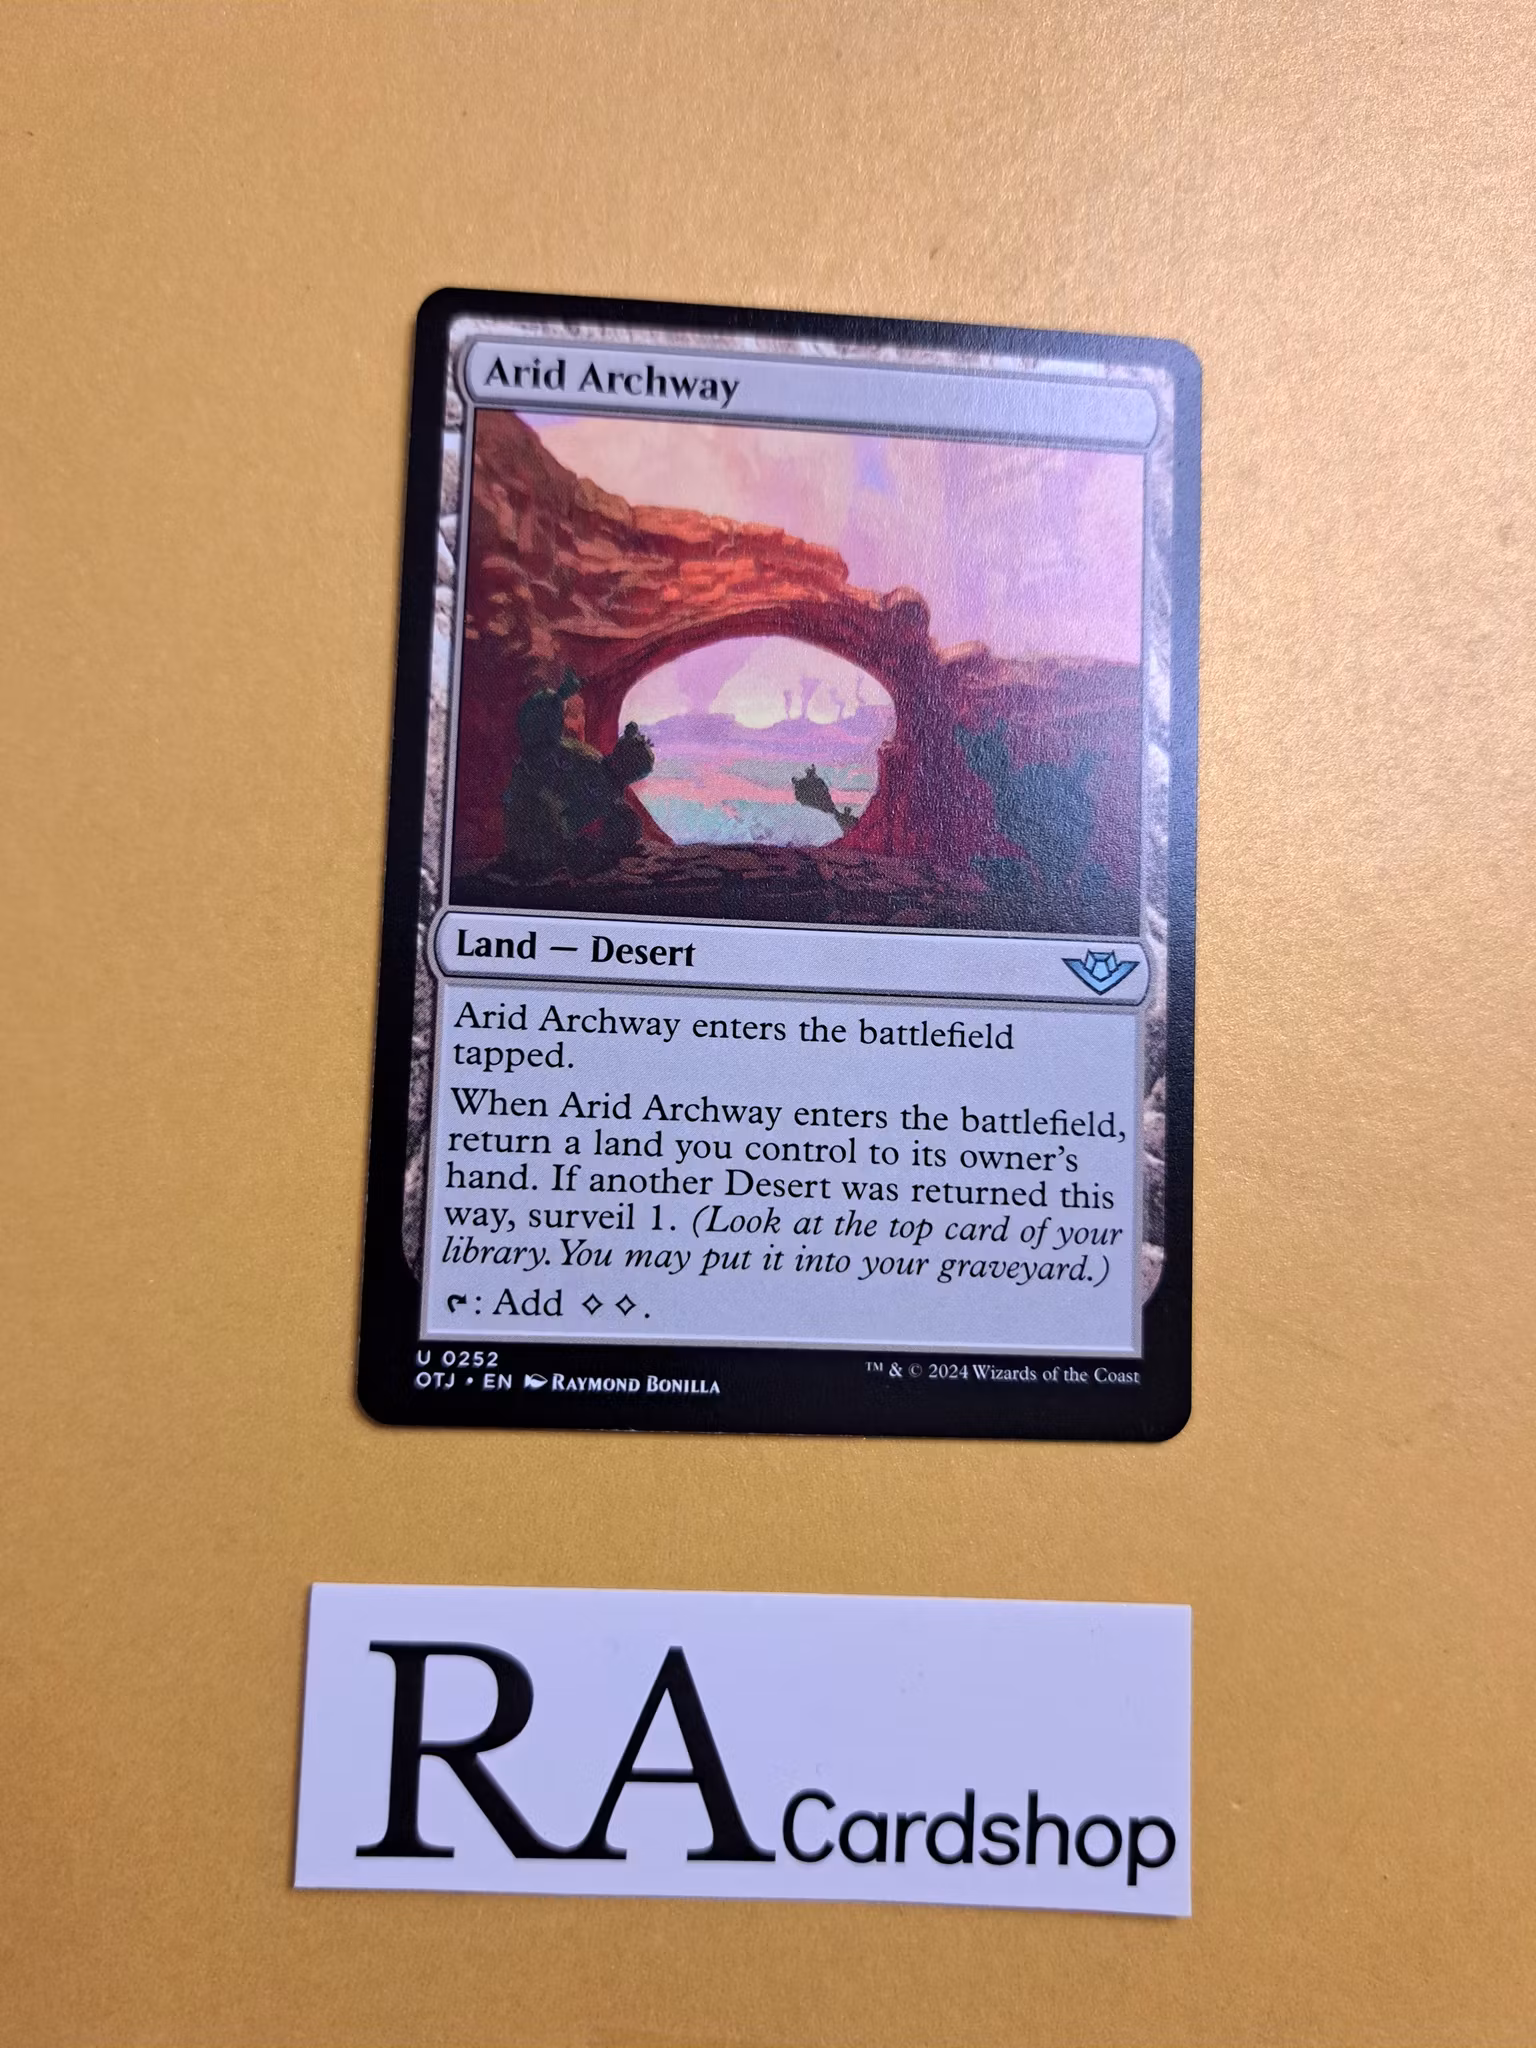 Arid Archway
Land — Desert
Arid Archway enters the battlefield
tapped.
When Arid Archway enters the battlefield,
return a land you control to its owner's
hand. If another Desert was returned this
way, surveil 1. (Look at the top card of your
library. You may put it into your graveyard.)
: Add .
U 0252
OTJ • EN RAYMOND BONILLA
™ & © 2024 Wizards of the Coast
RA Cardshop